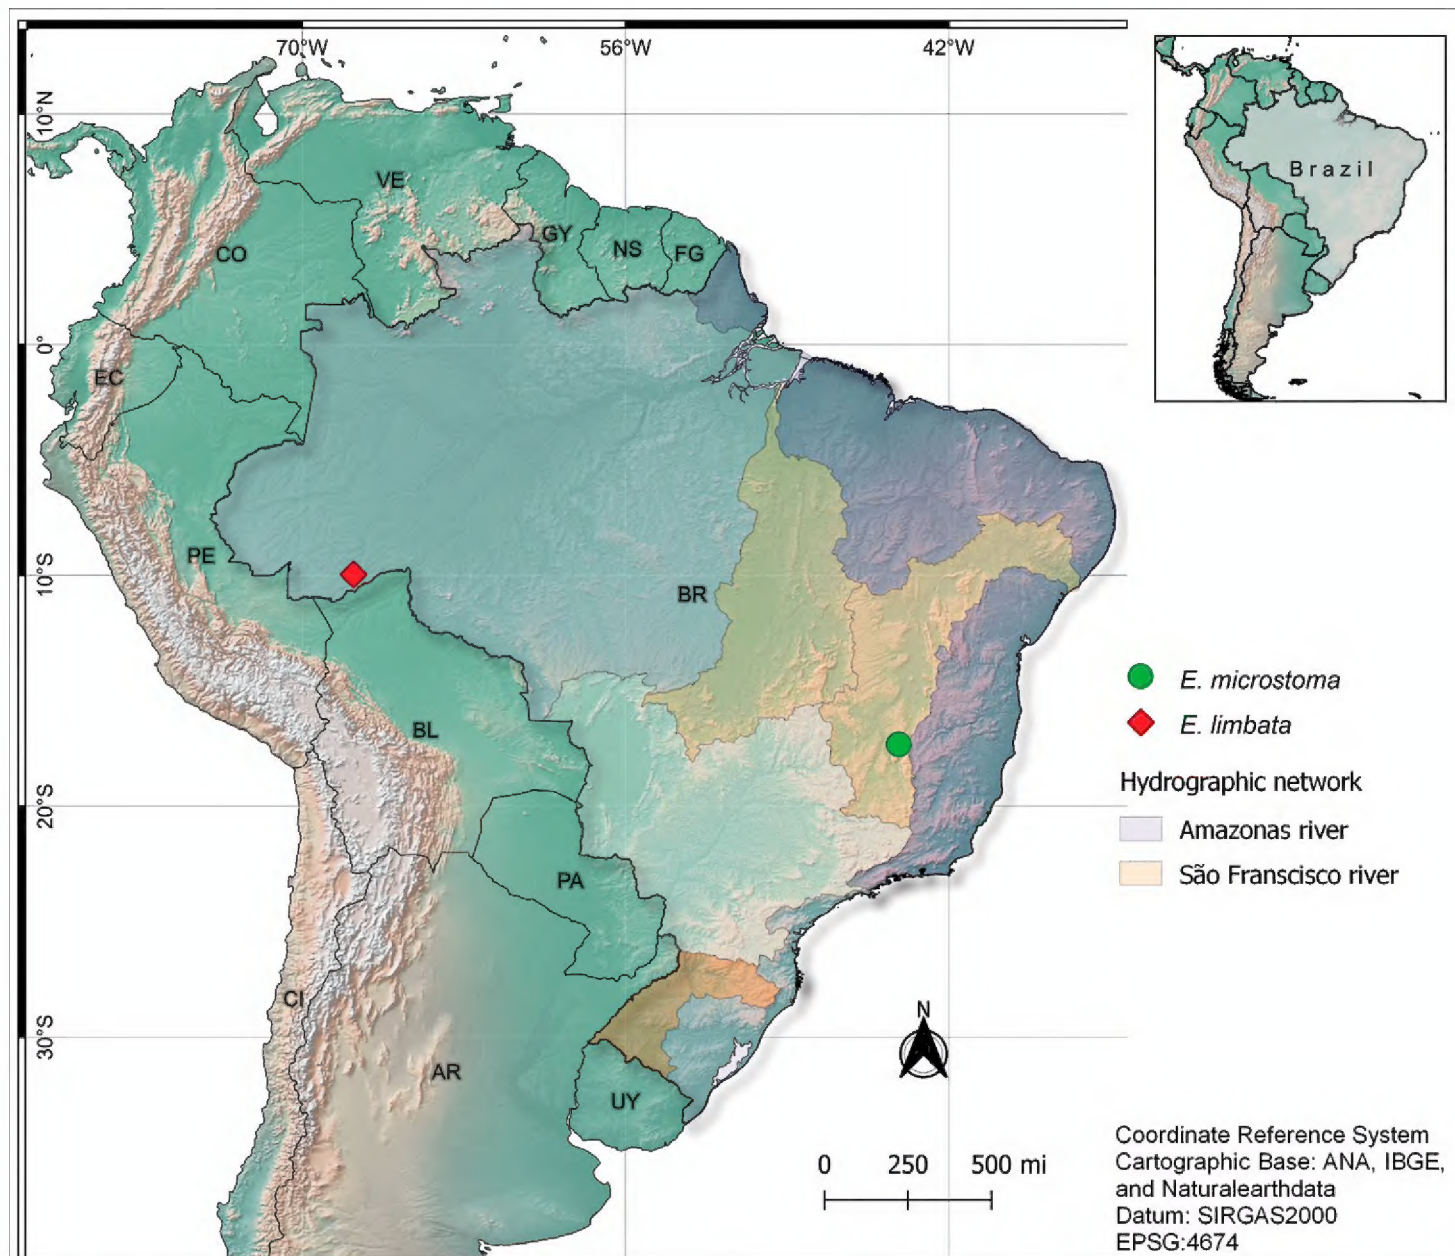 70°W
56°W
42°W
10°N
0°
10°S
20°S
30°S
VE
GY
NS
FG
CO
EC
PE
BR
BL
PA
CI
AR
UY
Brazil
E. microstoma
E. limbata
Hydrographic network
Amazonas river
São Franscisco river
N
0 250 500 mi
Coordinate Reference System
Cartographic Base: ANA, IBGE,
and Naturalearthdata
Datum: SIRGAS2000
EPSG:4674